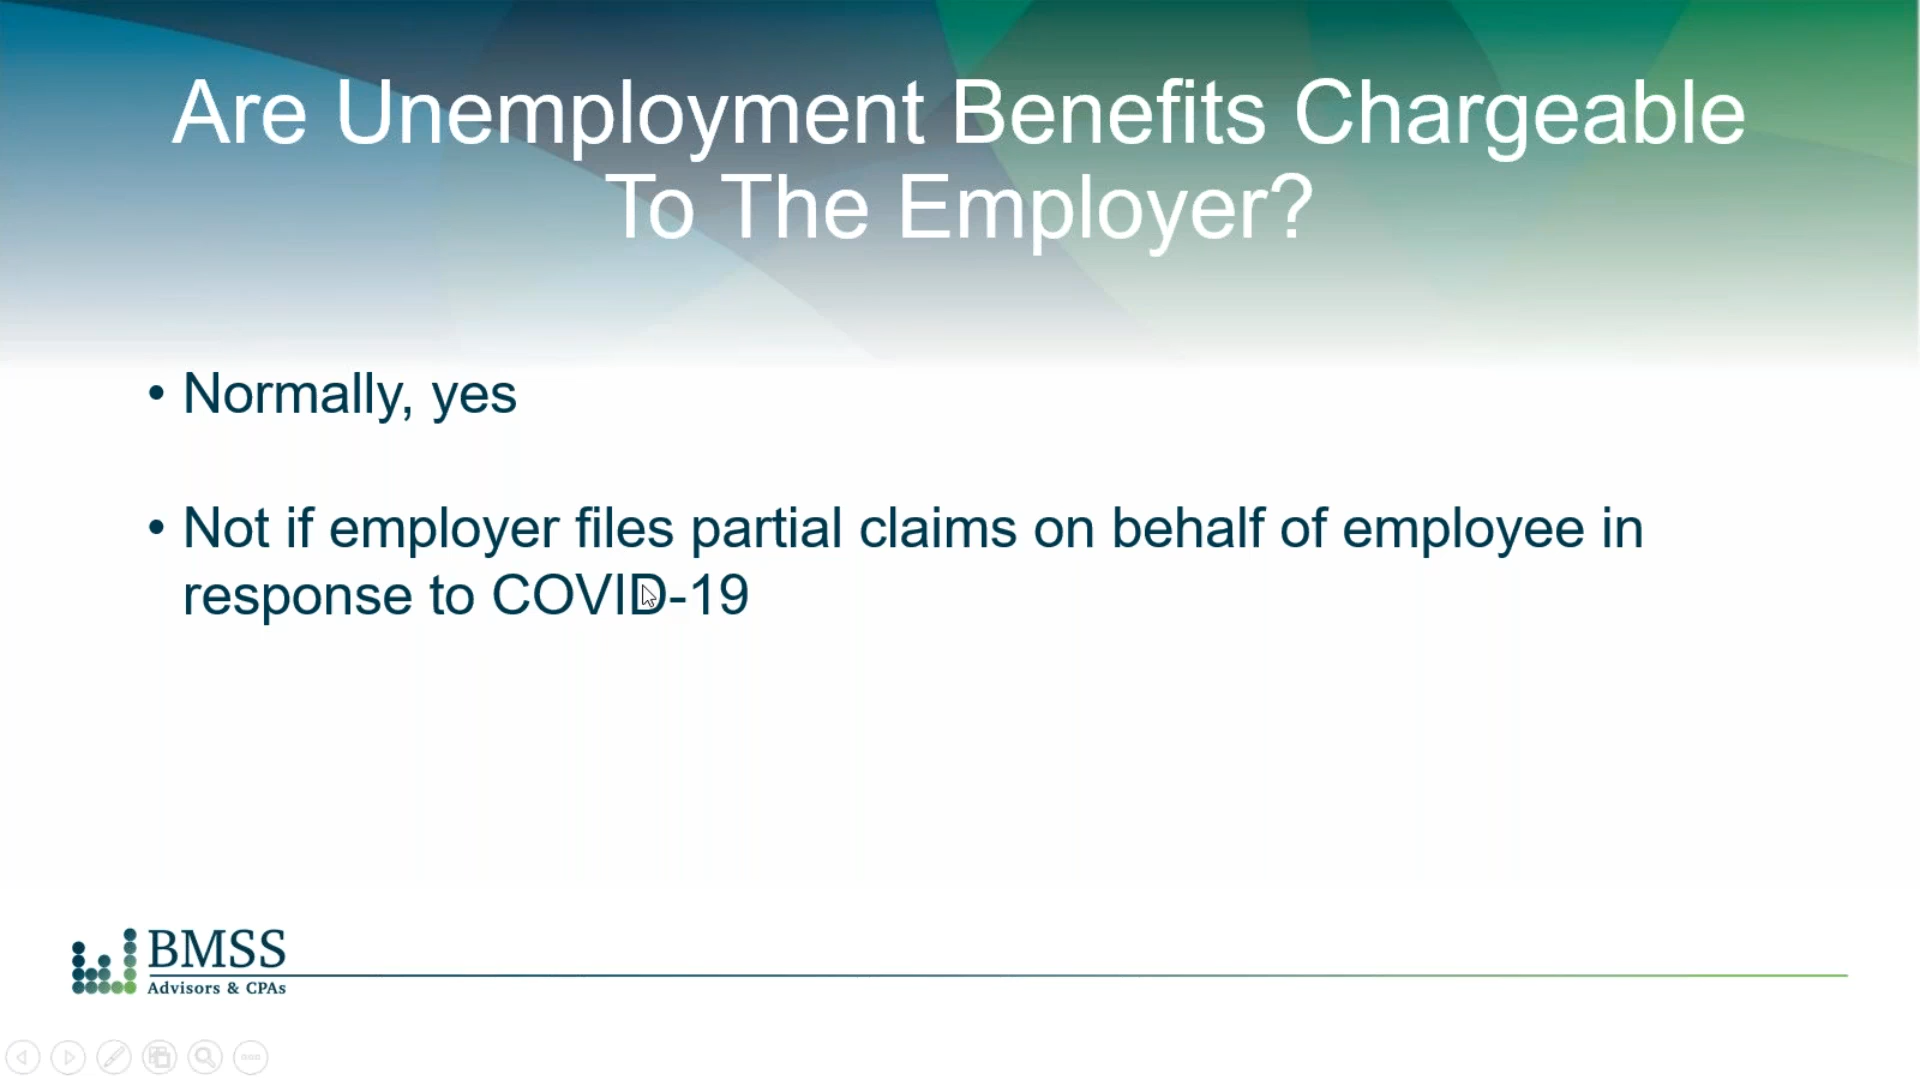 Are Unemployment Benefits Chargeable
To The Employer?
• Normally, yes
• Not if employer files partial claims on behalf of employee in
response to COVID-19
BMSS
Advisors & CPAs